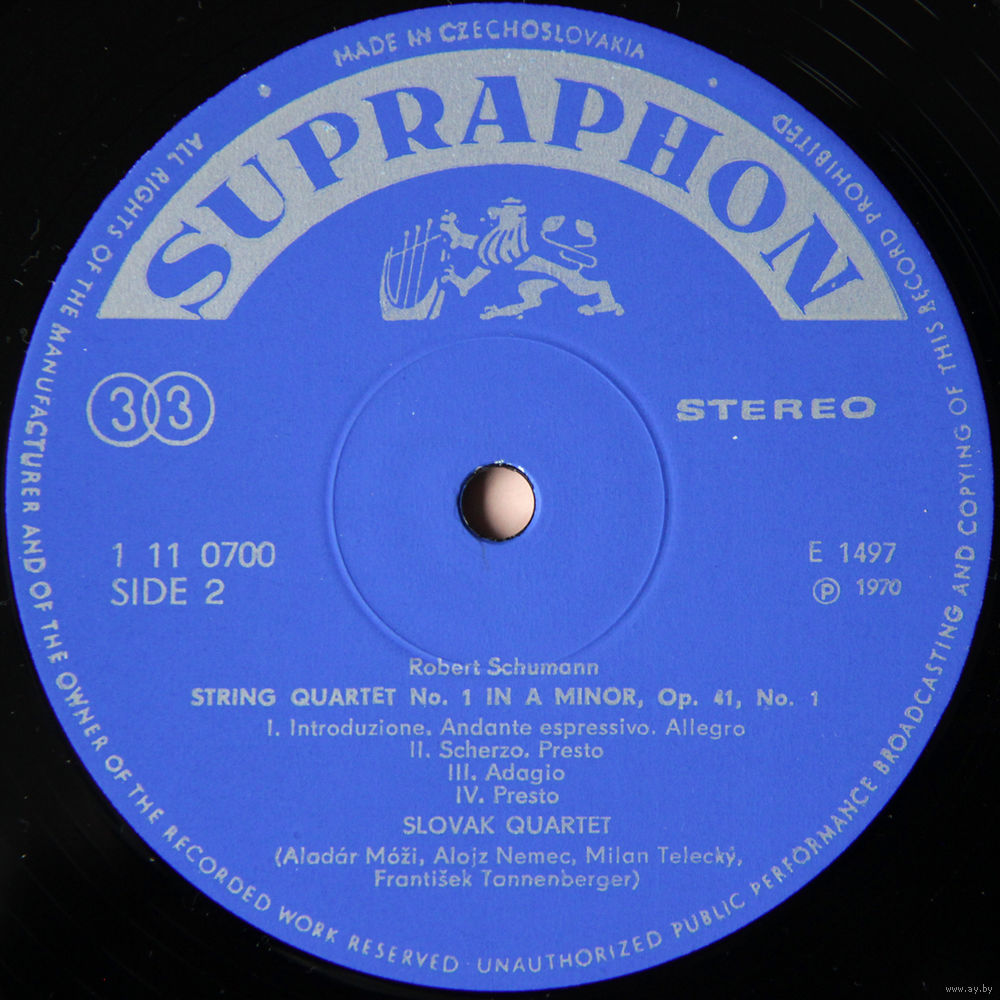 MADE IN CZECHOSLOVAKIA
SUPRAPHON
33
STEREO
1 11 0700
SIDE 2
E 1497
Ⓟ 1970
Robert Schumann
STRING QUARTET No. 1 IN A MINOR, Op. 41, No. 1
I. Introduzione. Andante espressivo. Allegro
II. Scherzo. Presto
III. Adagio
IV. Presto
SLOVAK QUARTET
(Aladár Móži, Alojz Nemec, Milan Telecký,
František Tannenberger)
ALL RIGHTS OF THE MANUFACTURER AND OF THE OWNER OF THE RECORDED WORK RESERVED UNAUTHORIZED PUBLIC PERFORMANCE BROADCASTING AND COPYING OF THIS RECORD PROHIBITED
www.ay.by